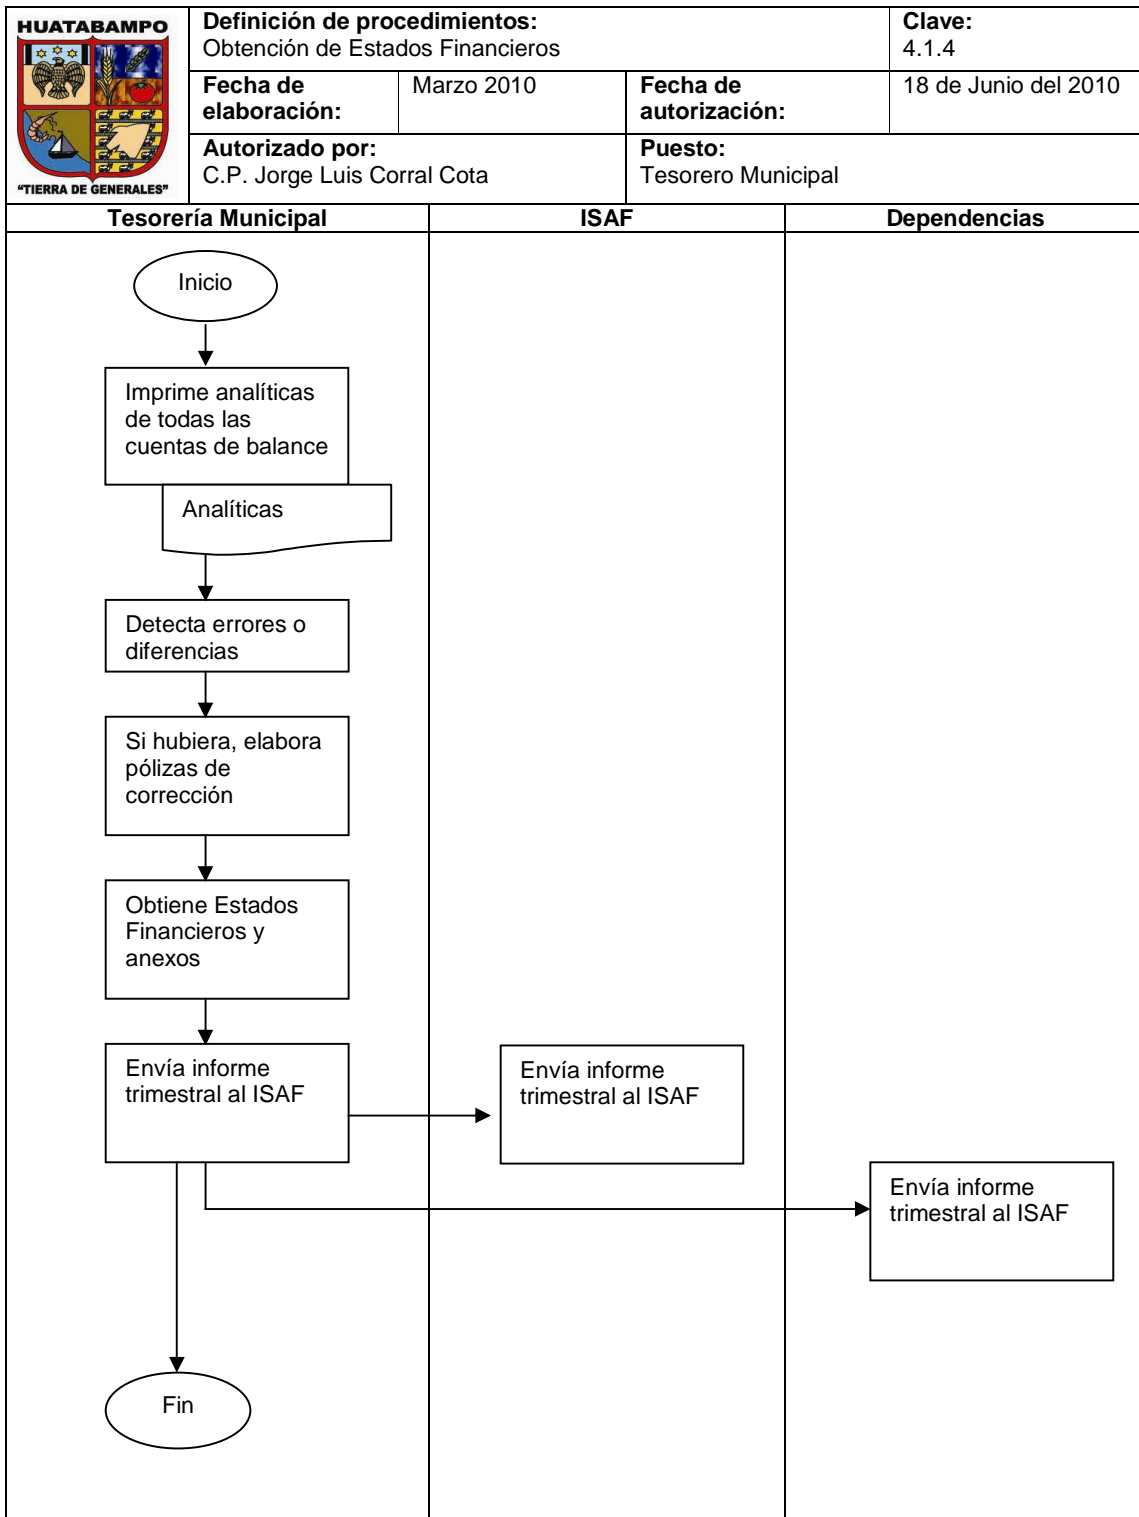 HUATABAMPO
"TIERRA DE GENERALES"
Definición de procedimientos:
Obtención de Estados Financieros
Clave:
4.1.4
Fecha de
elaboración:
Marzo 2010
Fecha de
autorización:
18 de Junio del 2010
Autorizado por:
C.P. Jorge Luis Corral Cota
Puesto:
Tesorero Municipal
Tesorería Municipal
ISAF
Dependencias
Inicio
Imprime analíticas
de todas las
cuentas de balance
Analíticas
Detecta errores o
diferencias
Si hubiera, elabora
pólizas de
corrección
Obtiene Estados
Financieros y
anexos
Envía informe
trimestral al ISAF
Envía informe
trimestral al ISAF
Envía informe
trimestral al ISAF
Fin